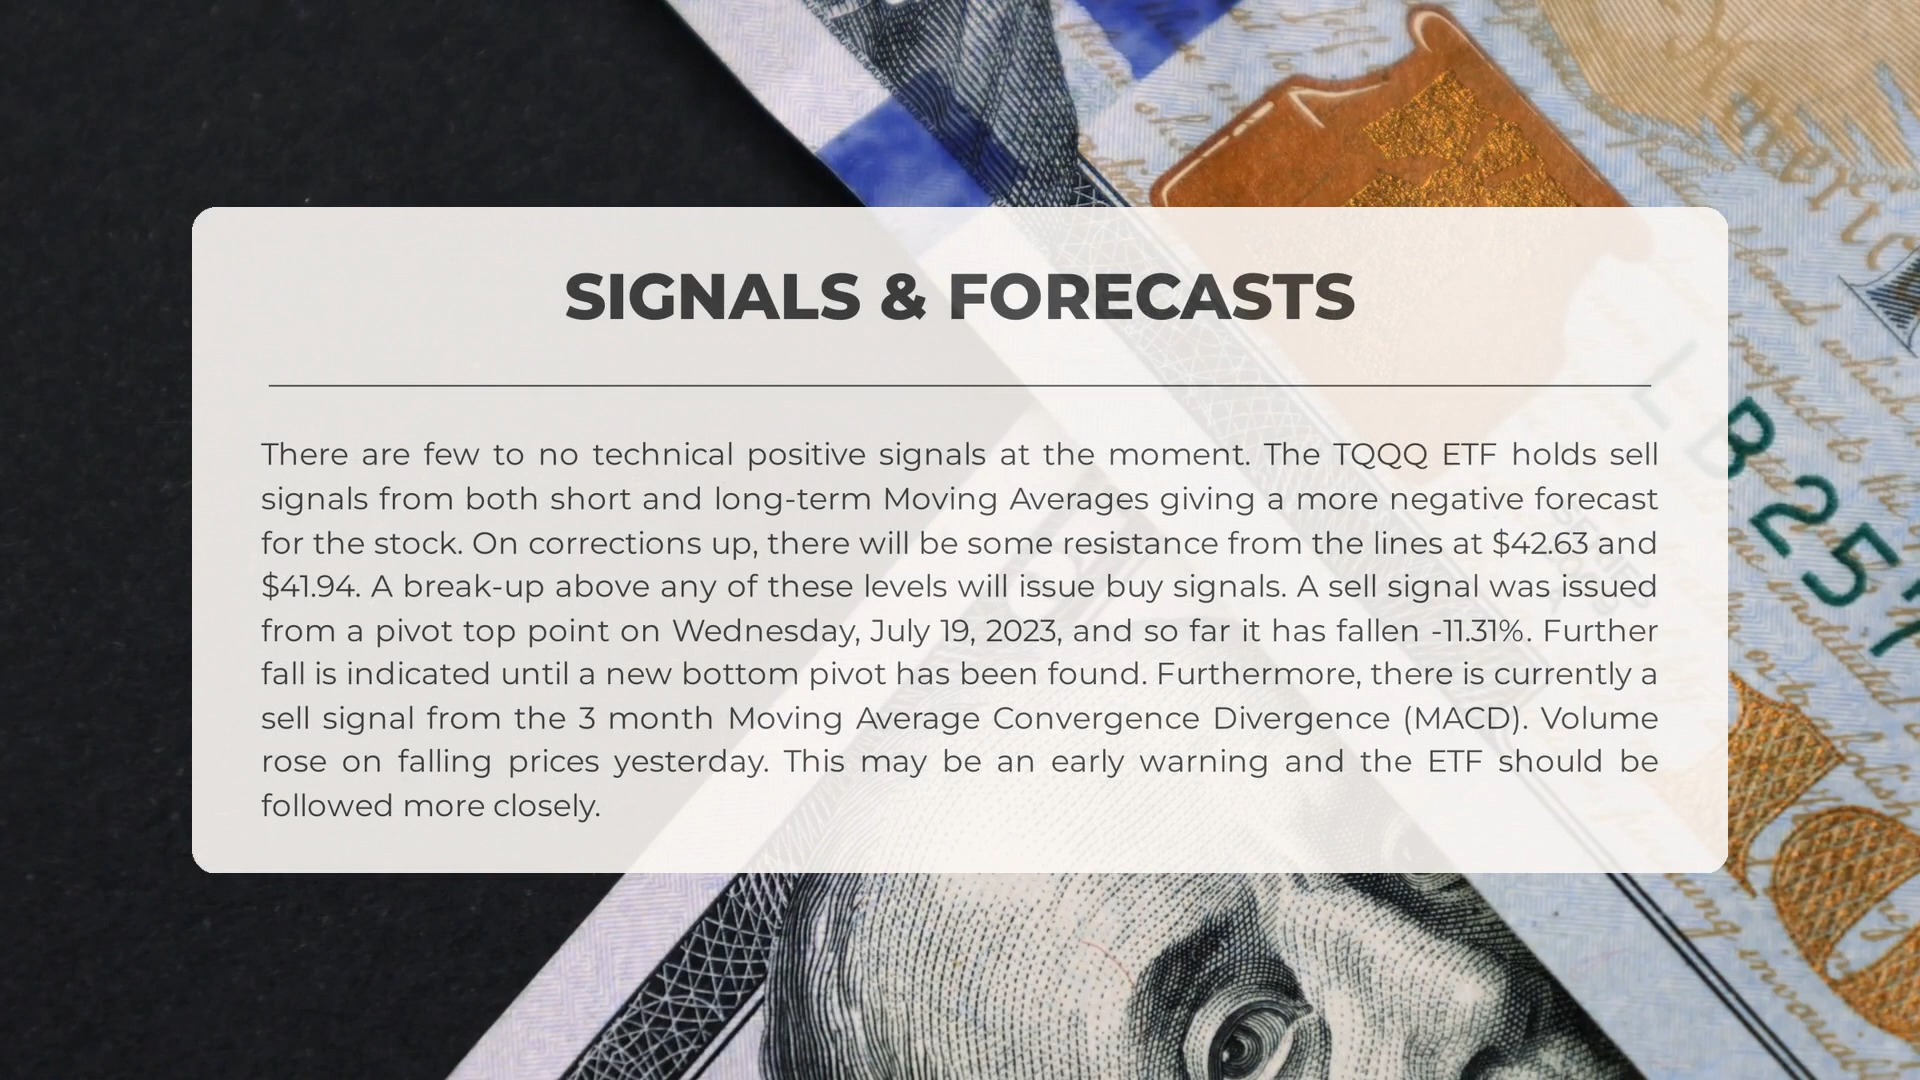 SIGNALS & FORECASTS
There are few to no technical positive signals at the moment. The TQQQ ETF holds sell
signals from both short and long-term Moving Averages giving a more negative forecast
for the stock. On corrections up, there will be some resistance from the lines at $42.63 and
$41.94. A break-up above any of these levels will issue buy signals. A sell signal was issued
from a pivot top point on Wednesday, July 19, 2023, and so far it has fallen -11.31%. Further
fall is indicated until a new bottom pivot has been found. Furthermore, there is currently a
sell signal from the 3 month Moving Average Convergence Divergence (MACD). Volume
rose on falling prices yesterday. This may be an early warning and the ETF should be
followed more closely.